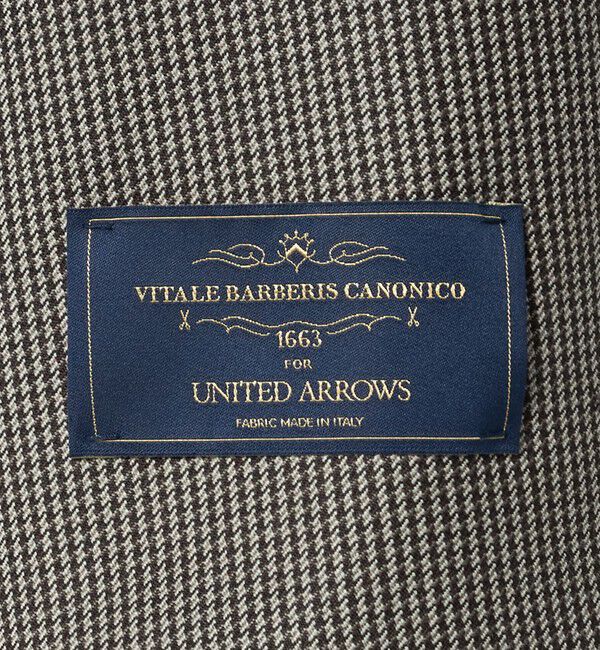 VITALE BARBERIS CANONICO
1663
FOR
UNITED ARROWS
FABRIC MADE IN ITALY